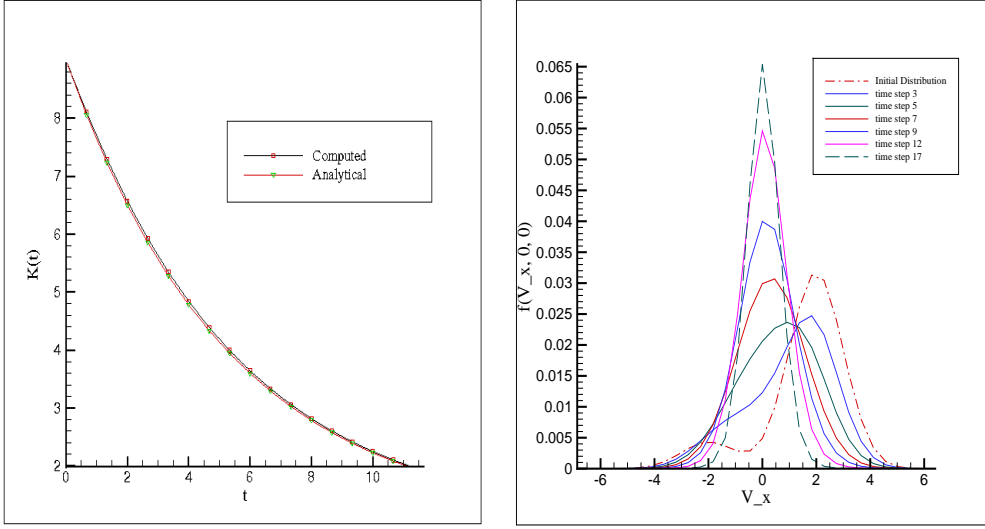 K(t)
8
7
6
5
4
3
2
0
2
4
6
8
10
t
Computed
Analytical
f(V_x, 0, 0)
0.065
0.06
0.055
0.05
0.045
0.04
0.035
0.03
0.025
0.02
0.015
0.01
0.005
0
-6
-4
-2
0
2
4
6
V_x
Initial Distribution
time step 3
time step 5
time step 7
time step 9
time step 12
time step 17